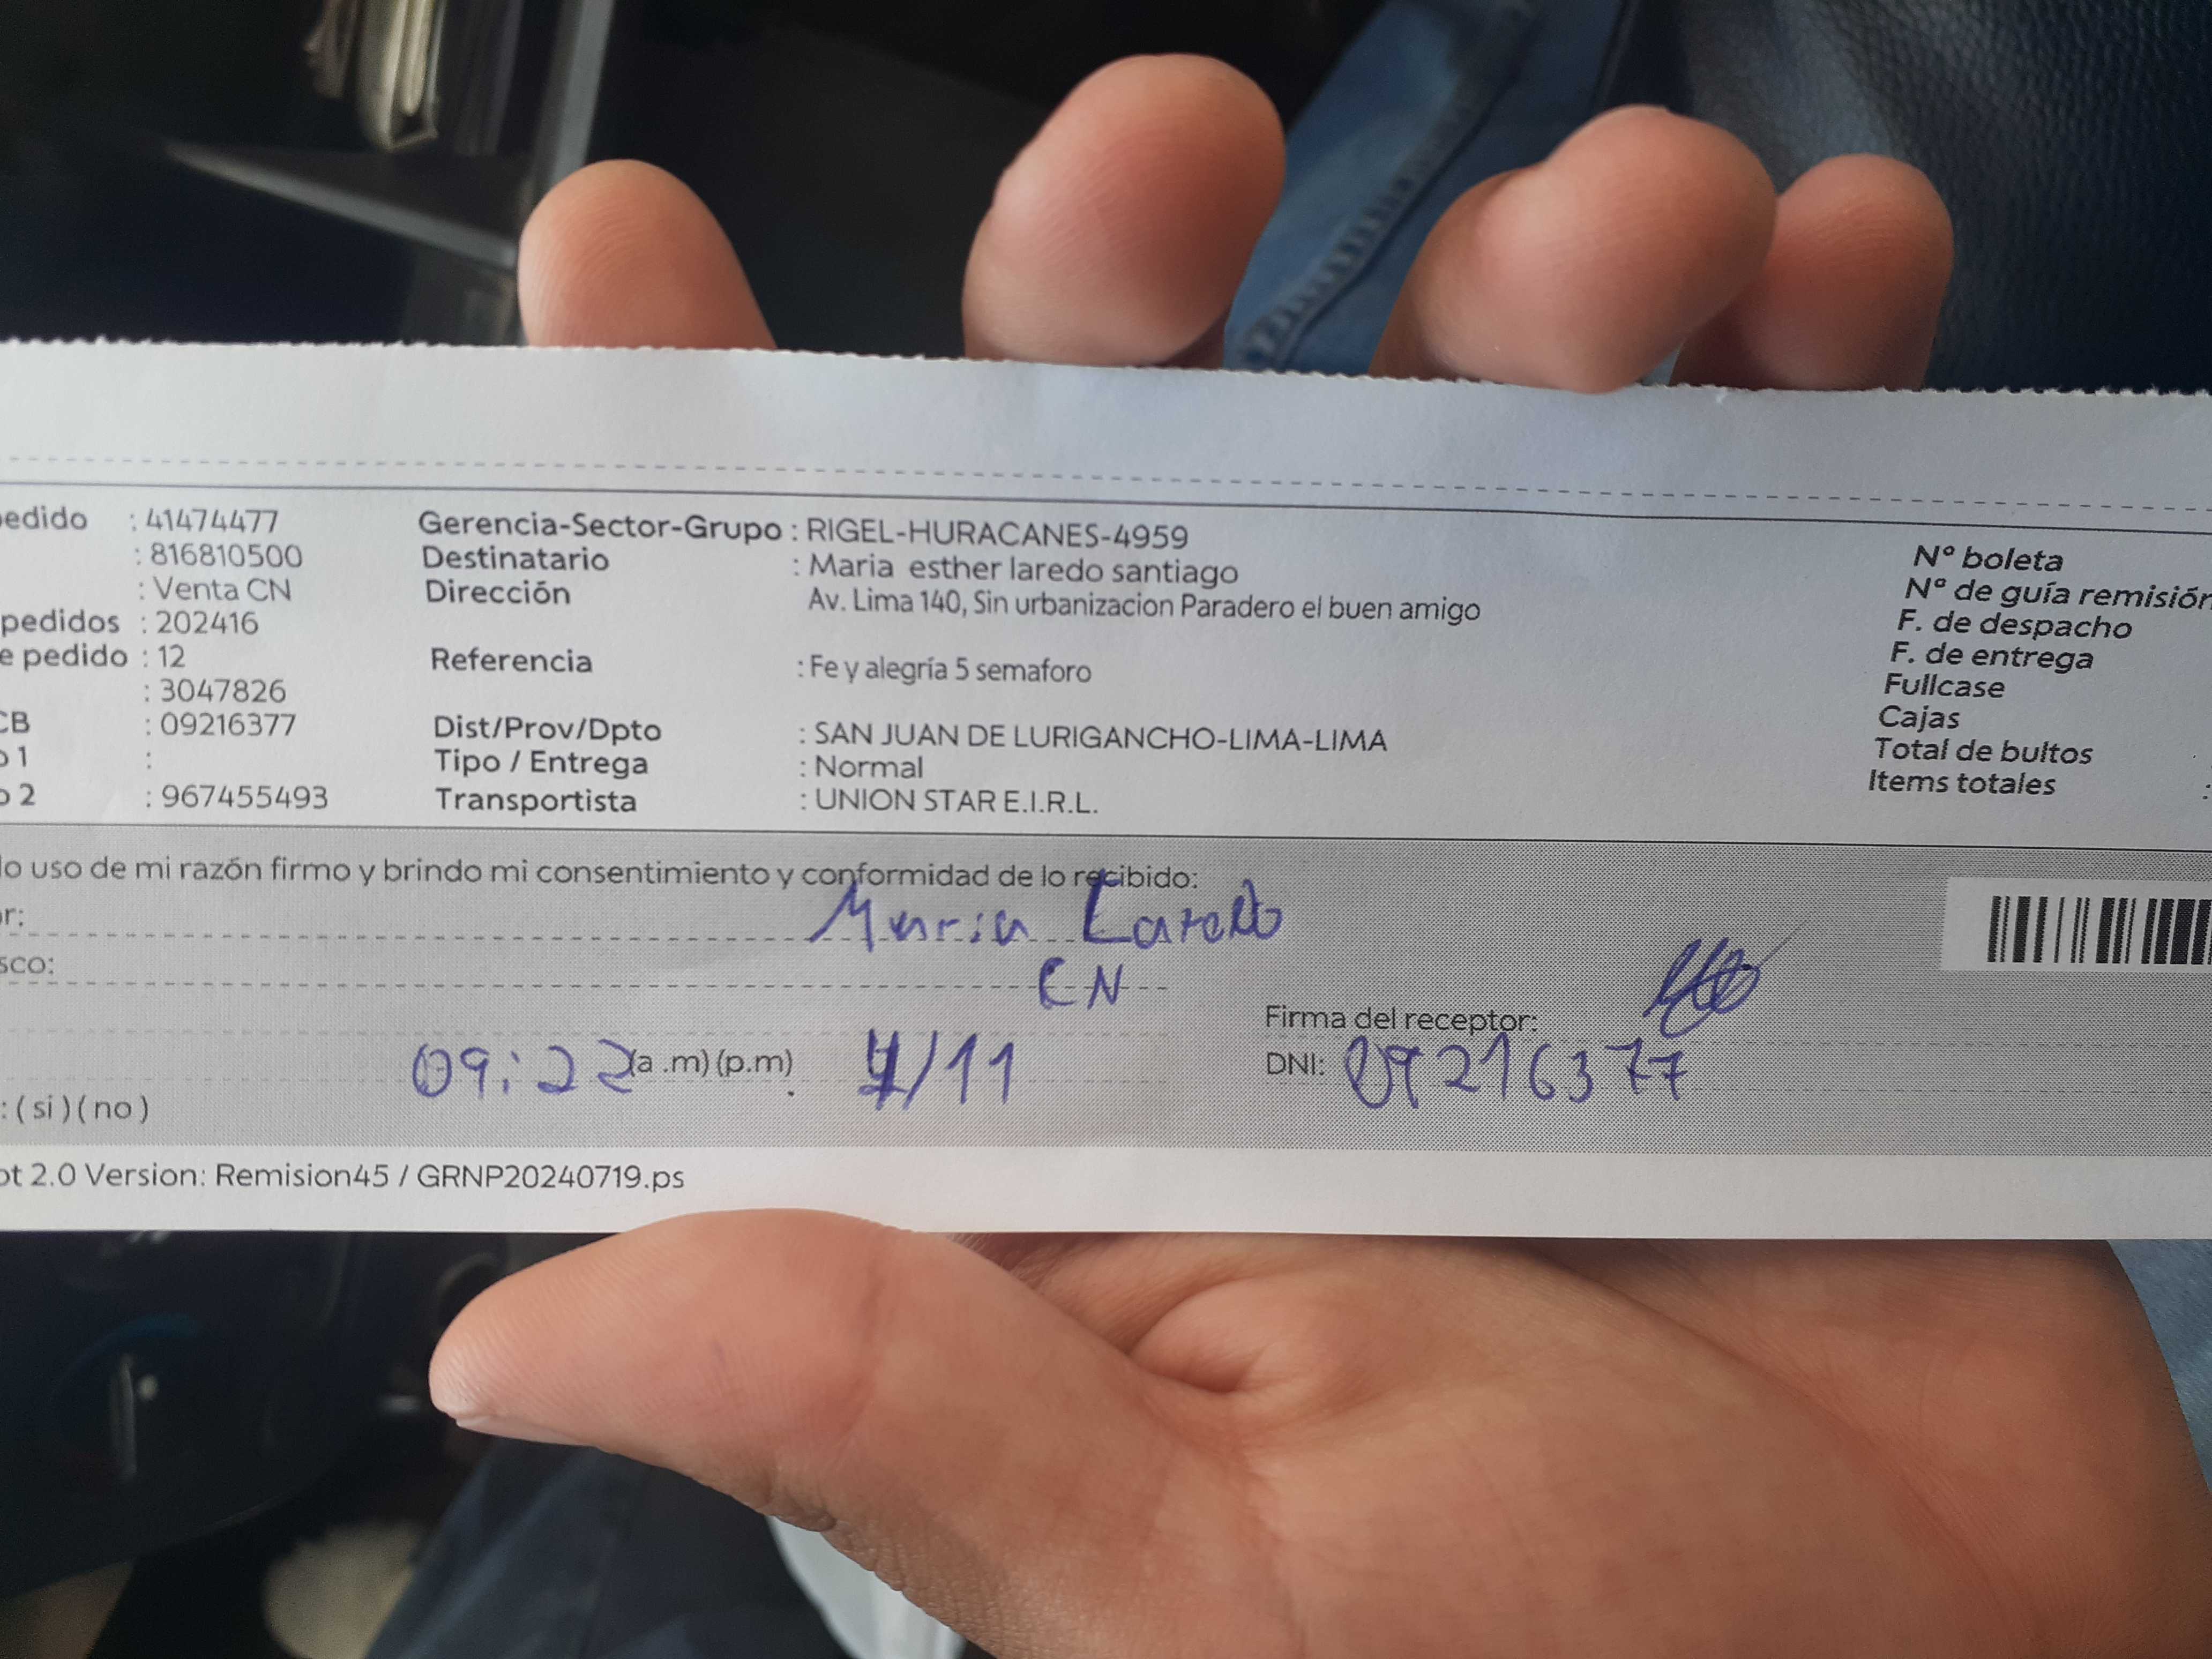 edido : 41474477 Gerencia-Sector-Grupo : RIGEL-HURACANES-4959
: 816810500 Destinatario : Maria esther laredo santiago Nº boleta
: Venta CN Dirección Av. Lima 140, Sin urbanizacion Paradero el buen amigo Nº de guía remisión
pedidos : 202416 F. de despacho
e pedido : 12 Referencia : Fe y alegría 5 semaforo F. de entrega
: 3047826 Fullcase
CB : 09216377 Dist/Prov/Dpto : SAN JUAN DE LURIGANCHO-LIMA-LIMA Cajas
o 1 : Tipo / Entrega : Normal Total de bultos
o 2 : 967455493 Transportista : UNION STAR E.I.R.L. Items totales :
do uso de mi razón firmo y brindo mi consentimiento y conformidad de lo recibido:
or: Maria Laredo
sco: CN
Firma del receptor:
09:22 (a .m) (p.m) /11 DNI: 09216377
: ( si ) ( no )
ot 2.0 Version: Remision45 / GRNP20240719.ps